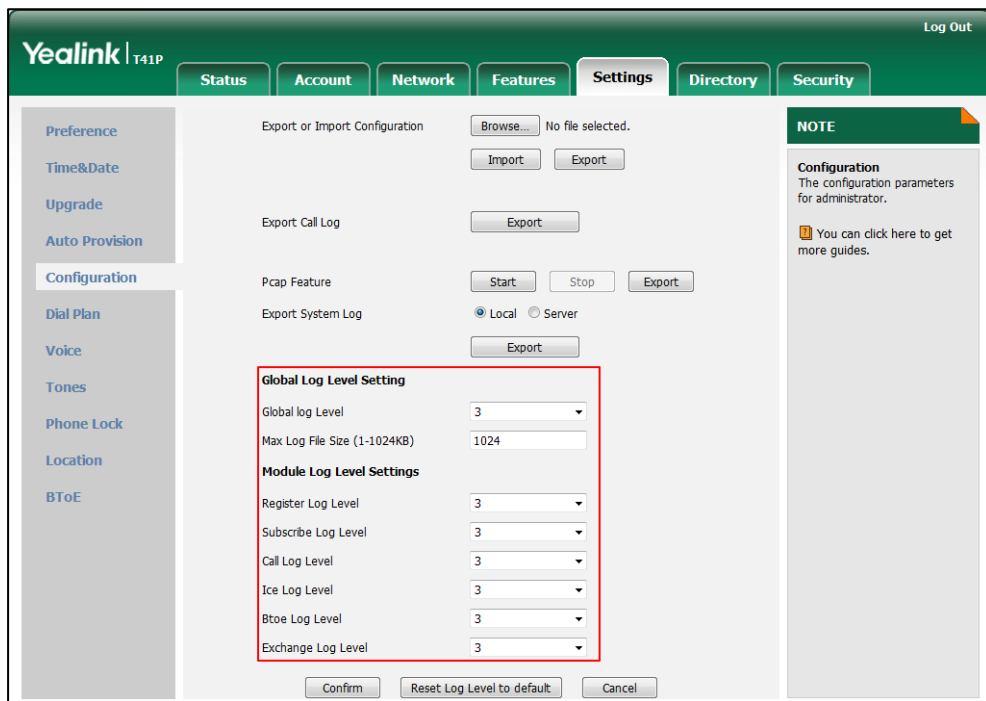 Log Out
Yealink T41P
Status Account Network Features Settings Directory Security
Preference
Time&Date
Upgrade
Auto Provision
Configuration
Dial Plan
Voice
Tones
Phone Lock
Location
BToE
Export or Import Configuration Browse... No file selected.
Import Export
Export Call Log Export
Pcap Feature Start Stop Export
Export System Log Local Server
Export
Global Log Level Setting
Global log Level 3
Max Log File Size (1-1024KB) 1024
Module Log Level Settings
Register Log Level 3
Subscribe Log Level 3
Call Log Level 3
Ice Log Level 3
Btoe Log Level 3
Exchange Log Level 3
Confirm Reset Log Level to default Cancel
NOTE
Configuration
The configuration parameters
for administrator.
? You can click here to get
more guides.